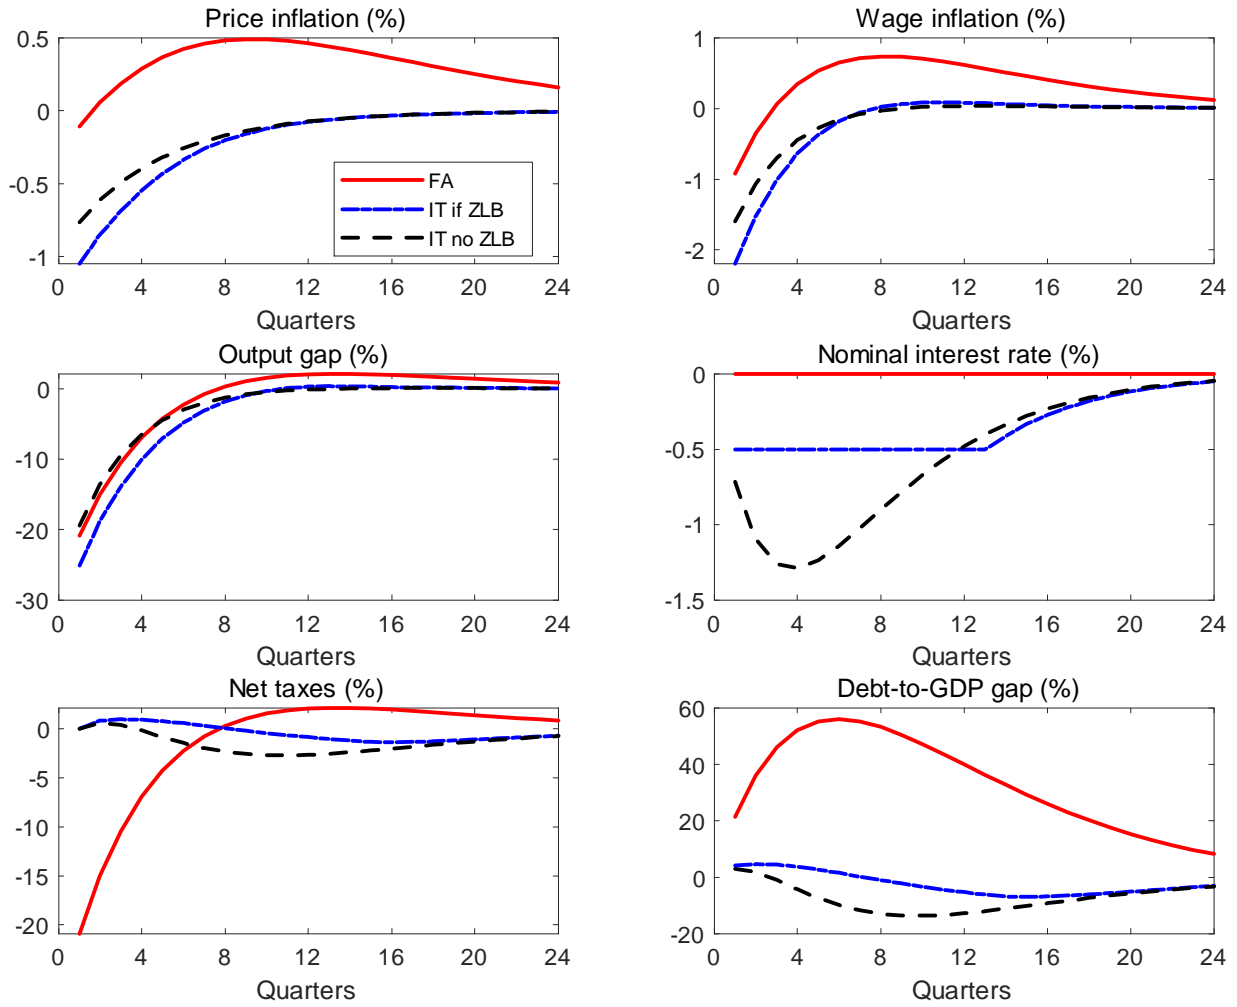 Price inflation (%)
0.5
0
-0.5
-1
0 4 8 12 16 20 24
Quarters
FA
IT if ZLB
IT no ZLB
Wage inflation (%)
1
0
-1
-2
0 4 8 12 16 20 24
Quarters
Output gap (%)
0
-10
-20
-30
0 4 8 12 16 20 24
Quarters
Nominal interest rate (%)
0
-0.5
-1
-1.5
0 4 8 12 16 20 24
Quarters
Net taxes (%)
0
-5
-10
-15
-20
0 4 8 12 16 20 24
Quarters
Debt-to-GDP gap (%)
60
40
20
0
-20
0 4 8 12 16 20 24
Quarters